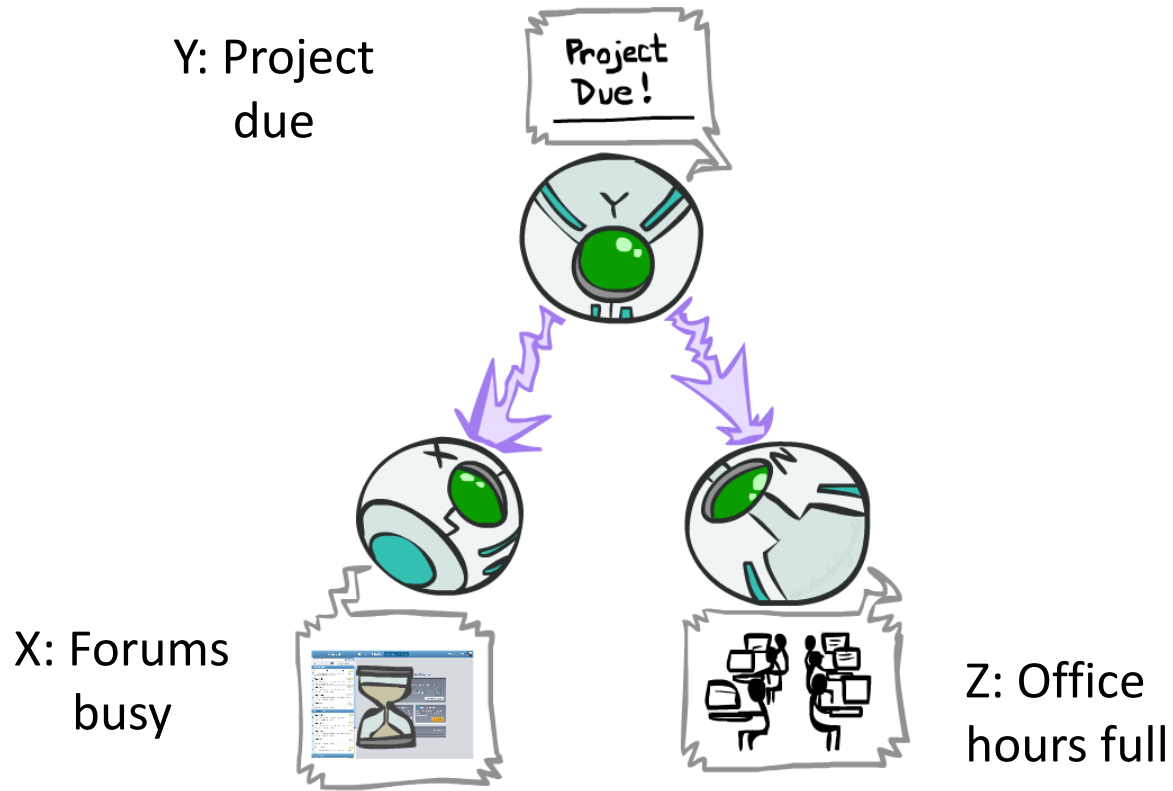 Y: Project
due
Project
Due!
Y
X
Z
X: Forums
busy
Z: Office
hours full